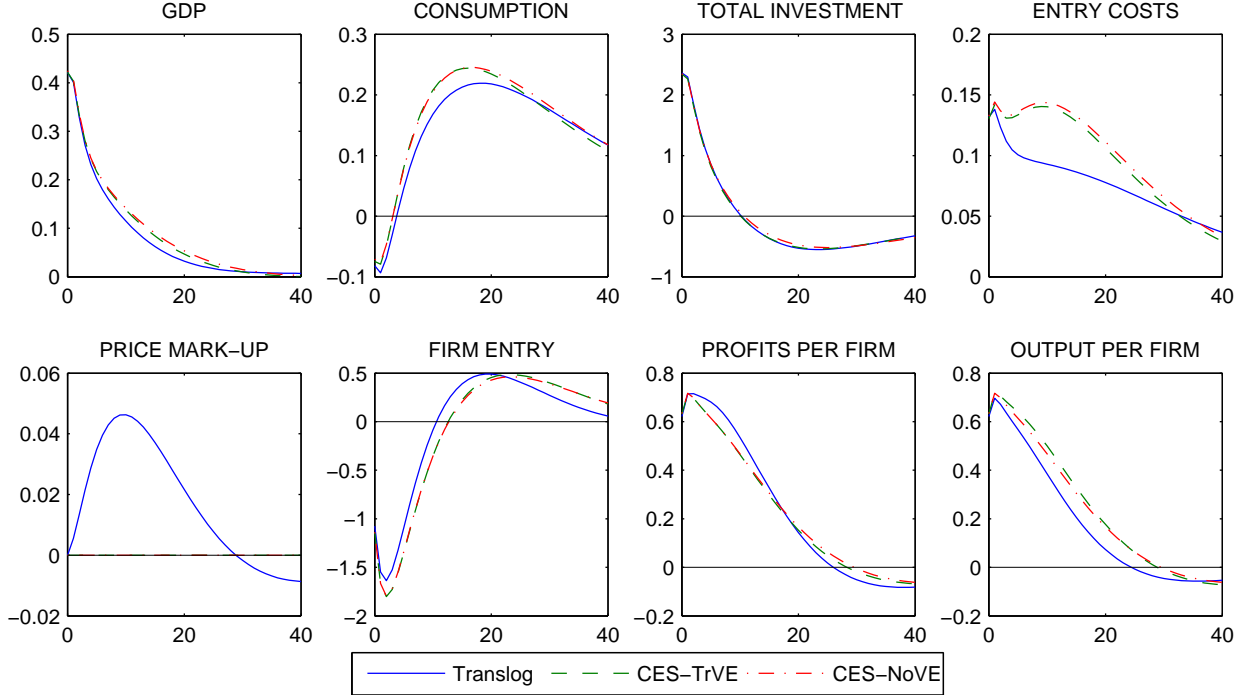 GDP CONSUMPTION TOTAL INVESTMENT ENTRY COSTS
0.5 0.3 3 0.2
0.4 0.2 2 0.15
0.3 0.1 1 0.1
0.2 0 0 0.05
0.1 −0.1 −1 0
0
0 20 40 0 20 40 0 20 40 0 20 40
PRICE MARK−UP FIRM ENTRY PROFITS PER FIRM OUTPUT PER FIRM
0.06 0.5 0.8 0.8
0.04 0 0.6 0.6
0.02 −0.5 0.4 0.4
0 −1 0.2 0.2
−0.02 −1.5 0 0
−2 −0.2 −0.2
0 20 40 0 20 40 0 20 40 0 20 40
Translog CES−TrVE CES−NoVE